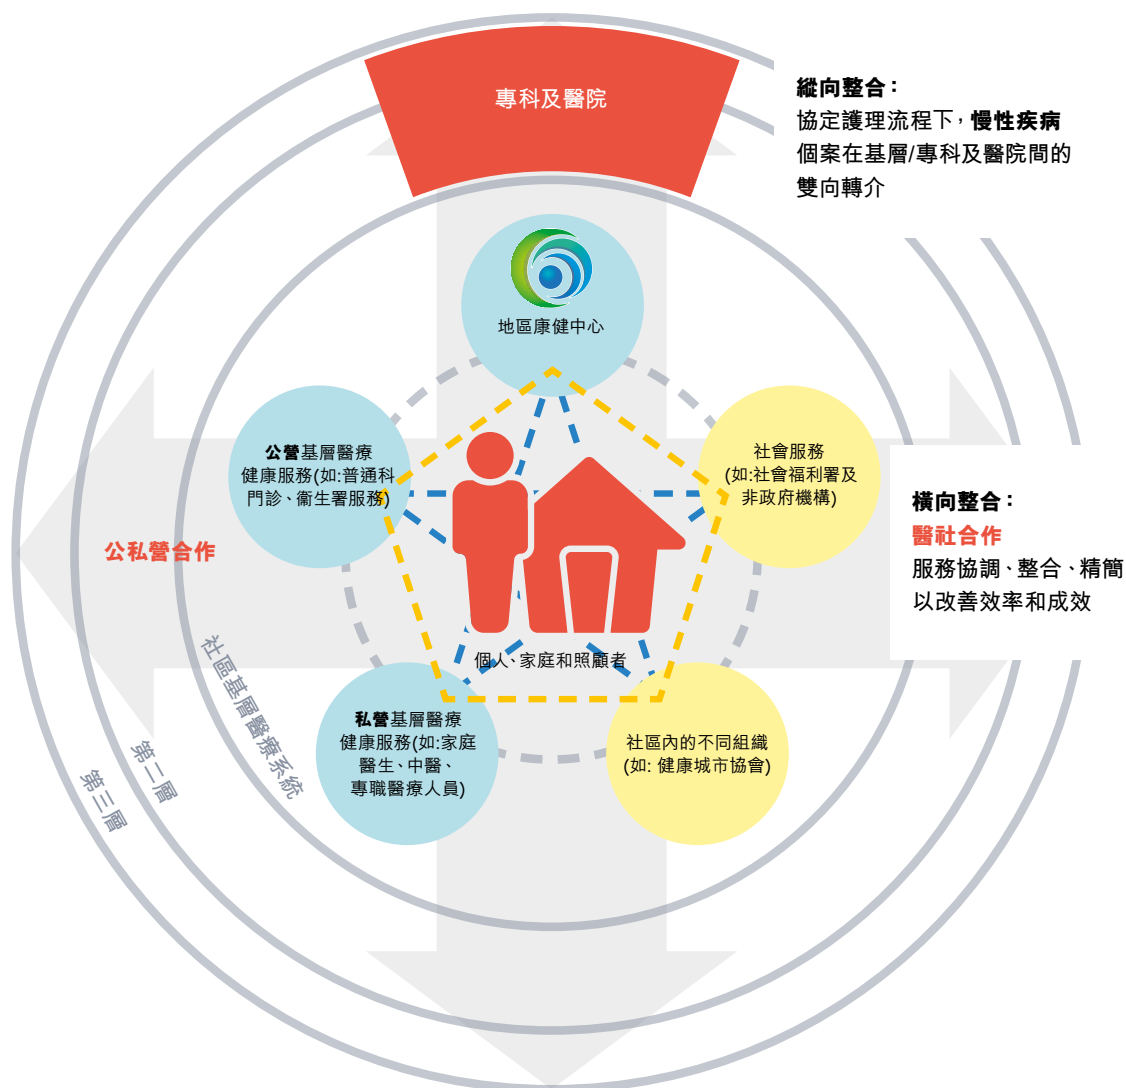 專科及醫院
縱向整合：
協定護理流程下，慢性疾病
個案在基層/專科及醫院間的
雙向轉介
地區康健中心
公營基層醫療
健康服務(如:普通科
門診、衞生署服務)
社會服務
(如:社會福利署及
非政府機構)
公私營合作
橫向整合：
醫社合作
服務協調、整合、精簡
以改善效率和成效
個人、家庭和照顧者
私營基層醫療
健康服務(如:家庭
醫生、中醫、
專職醫療人員)
社區內的不同組織
(如: 健康城市協會)
社區基層醫療系統
第二層
第三層